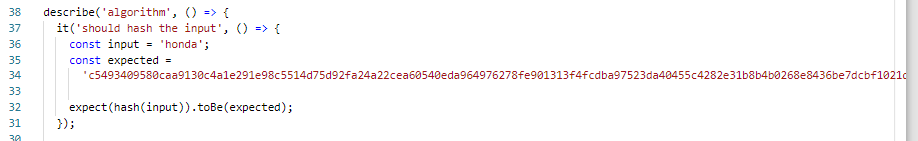 38 describe('algorithm', () => {
37 it('should hash the input', () => {
36 const input = 'honda';
35 const expected =
34 'c5493409580caa9130c4a1e291e98c5514d75d92fa24a22cea60540eda964976278fe901313f4fcdba97523da40455c4282e31b8b4b0268e8436be7dcbf1021c
33
32 expect(hash(input)).toBe(expected);
31 });
30